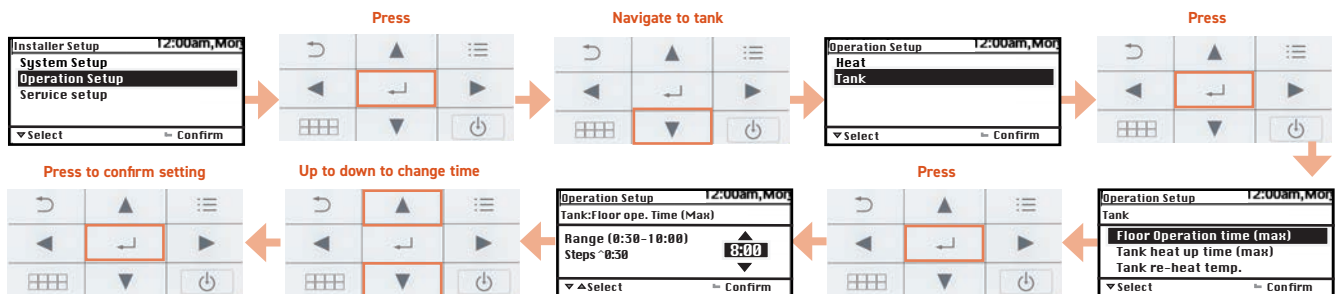 Press
Navigate to tank
Press
Installer Setup 12:00am,Mon
System Setup
Operation Setup
Service setup
▼Select Confirm
Operation Setup 12:00am,Mon
Heat
Tank
▼Select Confirm
Press to confirm setting
Up to down to change time
Press
Operation Setup 12:00am,Mon
Tank:Floor ope. Time (Max)
Range (0:30-10:00)
Steps ^0:30
8:00
▼ ▲Select Confirm
Operation Setup 12:00am,Mon
Tank
Floor Operation time (max)
Tank heat up time (max)
Tank re-heat temp.
▼Select Confirm